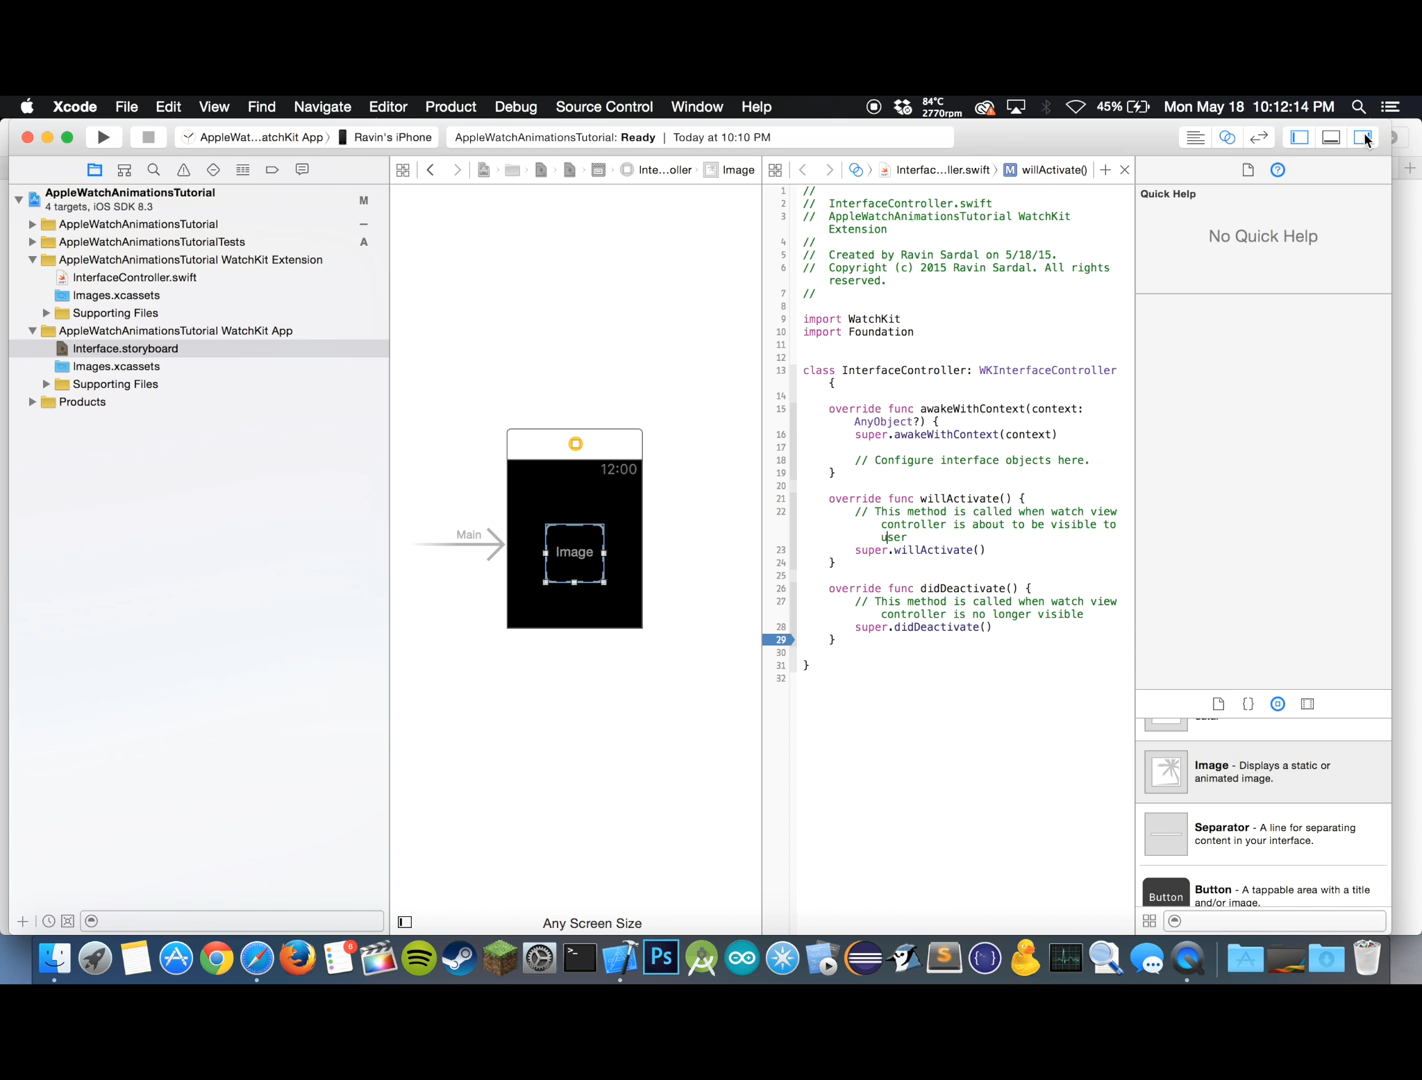 Xcode File Edit View Find Navigate Editor Product Debug Source Control Window Help 84°C 2770rpm 45% Mon May 18 10:12:14 PM
AppleWat...atchKit App 〉 Ravin's iPhone AppleWatchAnimationsTutorial: Ready | Today at 10:10 PM
Inte...oller Image
Interfac...ller.swift M willActivate()
AppleWatchAnimationsTutorial M
4 targets, iOS SDK 8.3
AppleWatchAnimationsTutorial –
AppleWatchAnimationsTutorialTests A
AppleWatchAnimationsTutorial WatchKit Extension
InterfaceController.swift
Images.xcassets
Supporting Files
AppleWatchAnimationsTutorial WatchKit App
Interface.storyboard
Images.xcassets
Supporting Files
Products
12:00
Main
Image
Any Screen Size
1 //
2 // InterfaceController.swift
3 // AppleWatchAnimationsTutorial WatchKit
Extension
4 //
5 // Created by Ravin Sardal on 5/18/15.
6 // Copyright (c) 2015 Ravin Sardal. All rights
reserved.
7 //
8
9 import WatchKit
10 import Foundation
11
12
13 class InterfaceController: WKInterfaceController
{
14
15 override func awakeWithContext(context:
AnyObject?) {
16 super.awakeWithContext(context)
17
18 // Configure interface objects here.
19 }
20
21 override func willActivate() {
22 // This method is called when watch view
controller is about to be visible to
user
23 super.willActivate()
24 }
25
26 override func didDeactivate() {
27 // This method is called when watch view
controller is no longer visible
28 super.didDeactivate()
29 }
30
31 }
32
Quick Help
No Quick Help
{}
Image - Displays a static or
animated image.
Separator - A line for separating
content in your interface.
Button
Button - A tappable area with a title
and/or image.
6
Ps